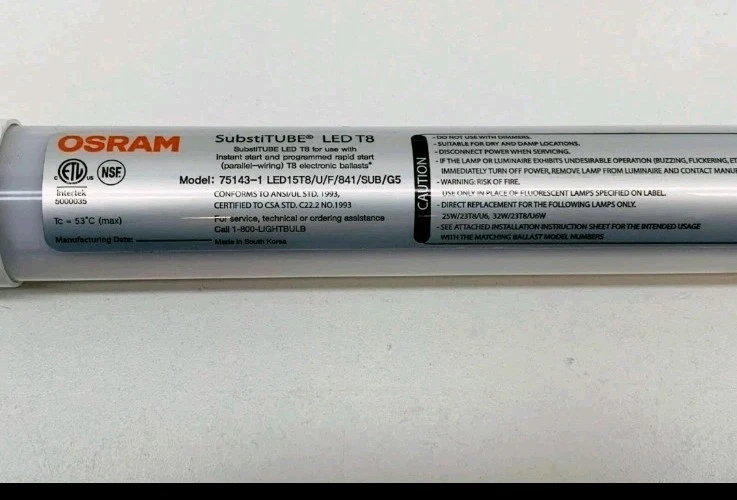 OSRAM
ETL
c us
NSF
Intertek
5000035
Tc = 53°C (max)
Manufacturing Date:
SubstiTUBE® LED T8
SubstiTUBE LED T8 for use with
instant start and programmed rapid start
(parallel-wiring) T8 electronic ballasts*
Model: 75143-1 LED15T8/U/F/841/SUB/G5
CONFORMS TO ANSI/UL STD. 1993,
CERTIFIED TO CSA STD. C22.2 NO.1993
For service, technical or ordering assistance
Call 1-800-LIGHTBULB
Made in South Korea
CAUTION
- DO NOT USE WITH DIMMERS.
- SUITABLE FOR DRY AND DAMP LOCATIONS.
- DISCONNECT POWER WHEN SERVICING.
- IF THE LAMP OR LUMINAIRE EXHIBITS UNDESIRABLE OPERATION (BUZZING, FLICKERING, ET
IMMEDIATELY TURN OFF POWER, REMOVE LAMP FROM LUMINAIRE AND CONTACT MANU
- WARNING: RISK OF FIRE.
USE ONLY IN PLACE OF FLUORESCENT LAMPS SPECIFIED ON LABEL.
- DIRECT REPLACEMENT FOR THE FOLLOWING LAMPS ONLY.
25W/23T8/U6, 32W/23T8/U6W
- SEE ATTACHED INSTALLATION INSTRUCTION SHEET FOR THE INTENDED USAGE
WITH THE MATCHING BALLAST MODEL NUMBERS